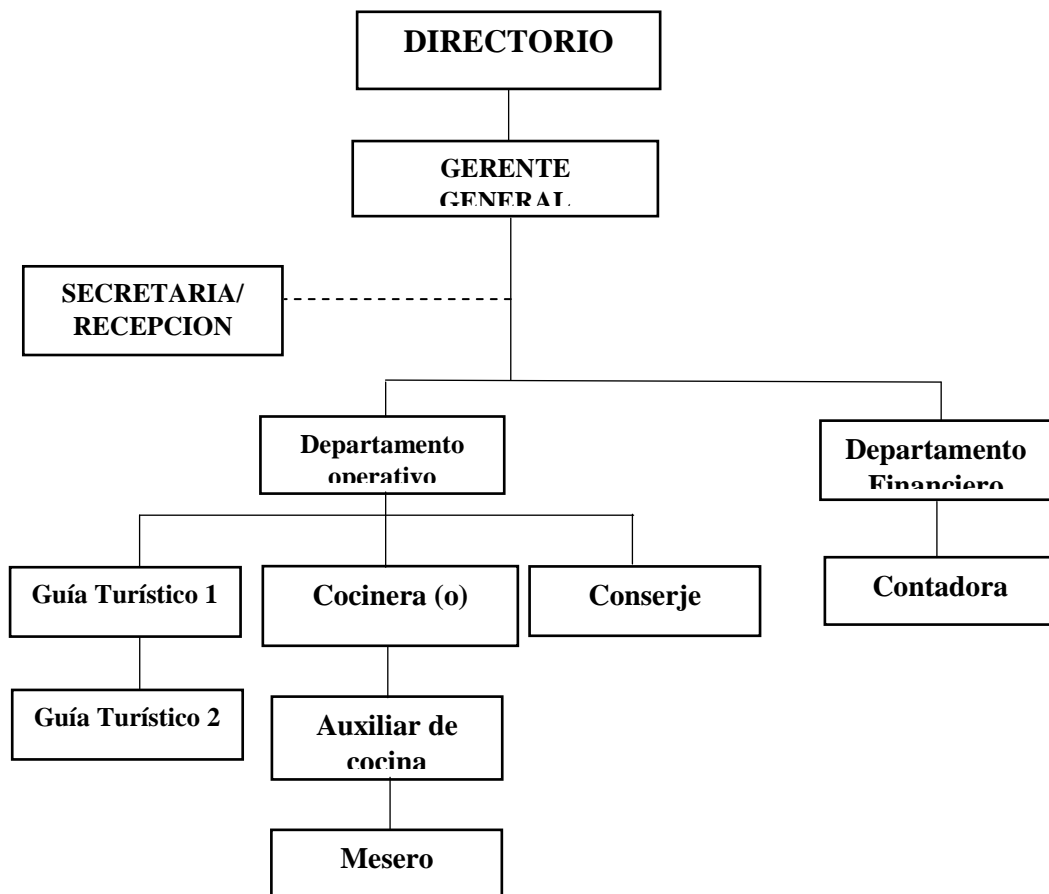 DIRECTORIO
GERENTE
GENERAL
SECRETARIA/
RECEPCION
Departamento
operativo
Departamento
Financiero
Guía Turístico 1
Cocinera (o)
Conserje
Contadora
Guía Turístico 2
Auxiliar de
cocina
Mesero